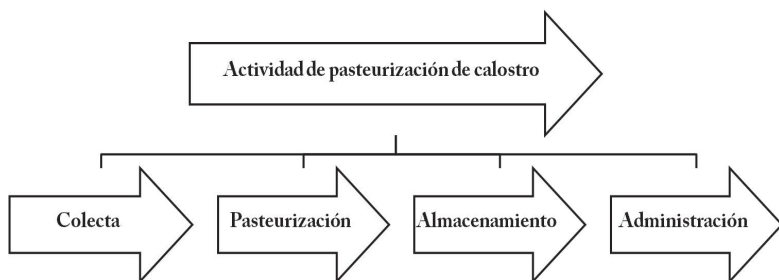 Actividad de pasteurización de calostro
Colecta
Pasteurización
Almacenamiento
Administración